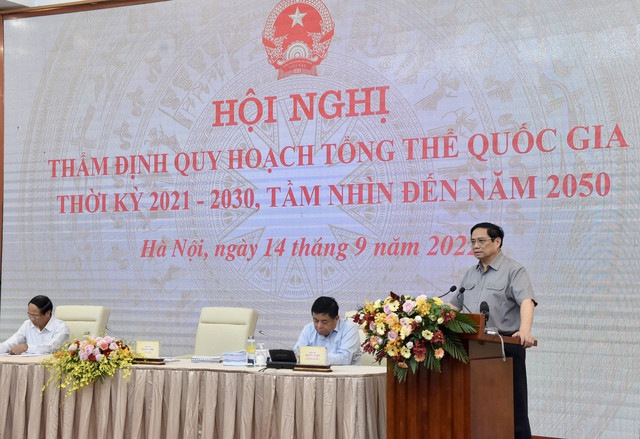 HỘI NGHỊ
THẨM ĐỊNH QUY HOẠCH TỔNG THỂ QUỐC GIA
THỜI KỲ 2021 - 2030, TẦM NHÌN ĐẾN NĂM 2050
Hà Nội, ngày 14 tháng 9 năm 2022